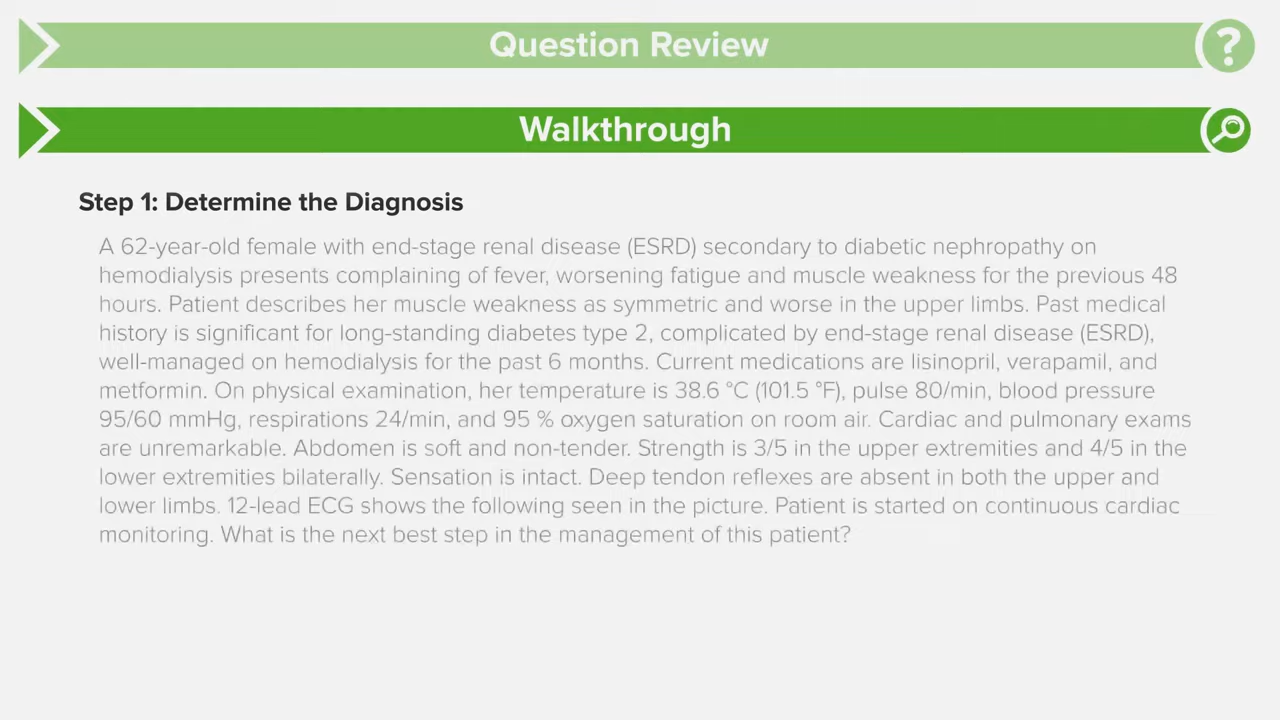 Question Review
?
Walkthrough
Step 1: Determine the Diagnosis
A 62-year-old female with end-stage renal disease (ESRD) secondary to diabetic nephropathy on
hemodialysis presents complaining of fever, worsening fatigue and muscle weakness for the previous 48
hours. Patient describes her muscle weakness as symmetric and worse in the upper limbs. Past medical
history is significant for long-standing diabetes type 2, complicated by end-stage renal disease (ESRD),
well-managed on hemodialysis for the past 6 months. Current medications are lisinopril, verapamil, and
metformin. On physical examination, her temperature is 38.6 °C (101.5 °F), pulse 80/min, blood pressure
95/60 mmHg, respirations 24/min, and 95 % oxygen saturation on room air. Cardiac and pulmonary exams
are unremarkable. Abdomen is soft and non-tender. Strength is 3/5 in the upper extremities and 4/5 in the
lower extremities bilaterally. Sensation is intact. Deep tendon reflexes are absent in both the upper and
lower limbs. 12-lead ECG shows the following seen in the picture. Patient is started on continuous cardiac
monitoring. What is the next best step in the management of this patient?